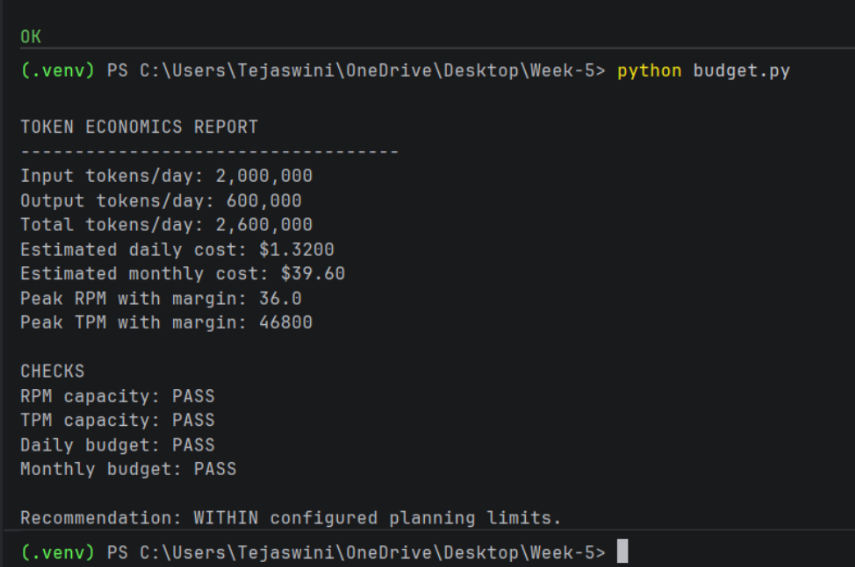 OK
(.venv) PS C:\Users\Tejaswini\OneDrive\Desktop\Week-5> python budget.py
TOKEN ECONOMICS REPORT
-----------------------------------
Input tokens/day: 2,000,000
Output tokens/day: 600,000
Total tokens/day: 2,600,000
Estimated daily cost: $1.3200
Estimated monthly cost: $39.60
Peak RPM with margin: 36.0
Peak TPM with margin: 46800
CHECKS
RPM capacity: PASS
TPM capacity: PASS
Daily budget: PASS
Monthly budget: PASS
Recommendation: WITHIN configured planning limits.
(.venv) PS C:\Users\Tejaswini\OneDrive\Desktop\Week-5>